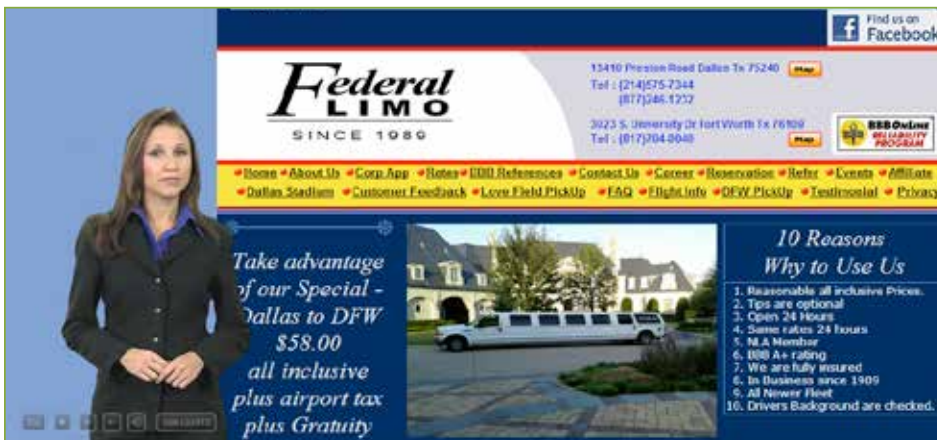 Find us on
Facebook
Federal
LIMO
SINCE 1989
13410 Preston Road Dallas Tx 75240 Map
Tel : (214)575-7344
(877)246-1232
3023 S. University Dr Fort Worth Tx 76109
Tel : (817)704-0040 Map
BBB ONLINE
RELIABILITY
PROGRAM
Home About Us Corp App Rates BBB References Contact Us Career Reservation Refer Events Affiliate
Dallas Stadium Customer Feedback Love Field PickUp FAQ Flight Info DFW PickUp Testimonial Privacy
Take advantage
of our Special -
Dallas to DFW
$58.00
all inclusive
plus airport tax
plus Gratuity
10 Reasons
Why to Use Us
1. Reasonable all inclusive Prices.
2. Tips are optional
3. Open 24 Hours
4. Same rates 24 hours
5. NLA Member
6. BBB A+ rating
7. We are fully insured
8. In Business since 1989
9. All Newer Fleet
10. Drivers Background are checked.